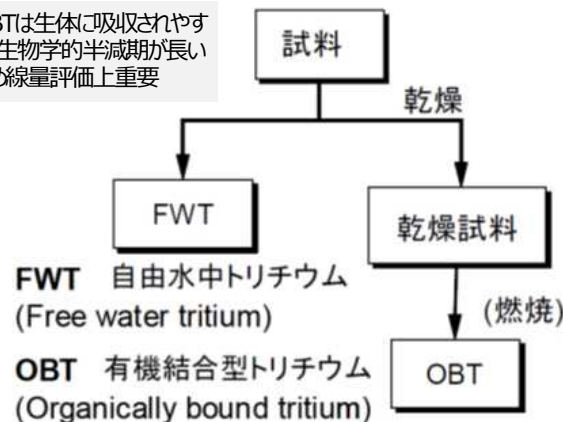 BTは生体に吸収されやす
生物学的半減期が長い
め線量評価上重要
試料
乾燥
FWT
乾燥試料
FWT 自由水中トリチウム
(Free water tritium)
(燃焼)
OBT 有機結合型トリチウム
(Organically bound tritium)
OBT